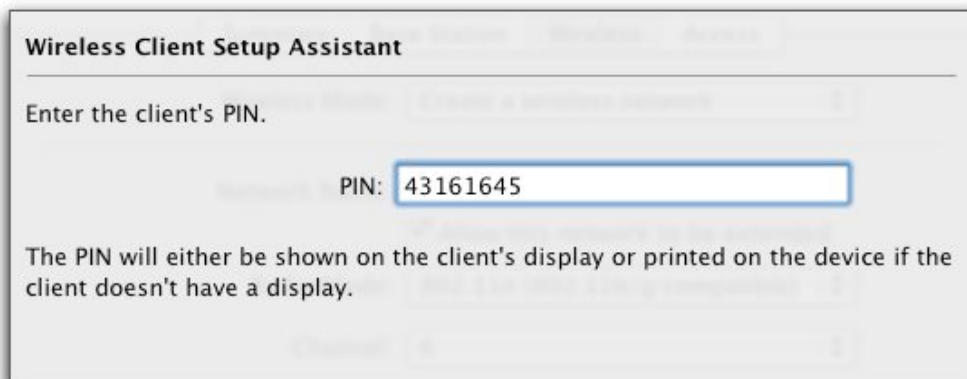 Wireless Client Setup Assistant
Enter the client's PIN.
PIN: 43161645
The PIN will either be shown on the client's display or printed on the device if the
client doesn't have a display.